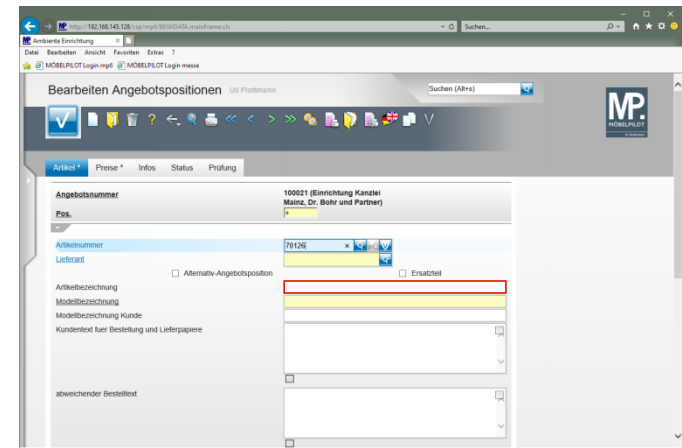 http://192.168.145.128/csp/mp6/BEWIDATA.mainFrame.cls
Suchen...
Ambiente Einrichtung
Datei Bearbeiten Ansicht Favoriten Extras ?
MÖBELPILOT Login mp6 MÖBELPILOT Login messe
Bearbeiten Angebotspositionen Uli Flottmann
Suchen (Alt+s)
MP.
MÖBELPILOT
Artikel * Preise * Infos Status Prüfung
Angebotsnummer 100021 (Einrichtung Kanzlei
Mainz, Dr. Bohr und Partner)
Pos. +
Artikelnummer 70126
Lieferant
Alternativ-Angebotsposition Ersatzteil
Artikelbezeichnung
Modellbezeichnung
Modellbezeichnung Kunde
Kundentext fuer Bestellung und Lieferpapiere
abweichender Bestelltext